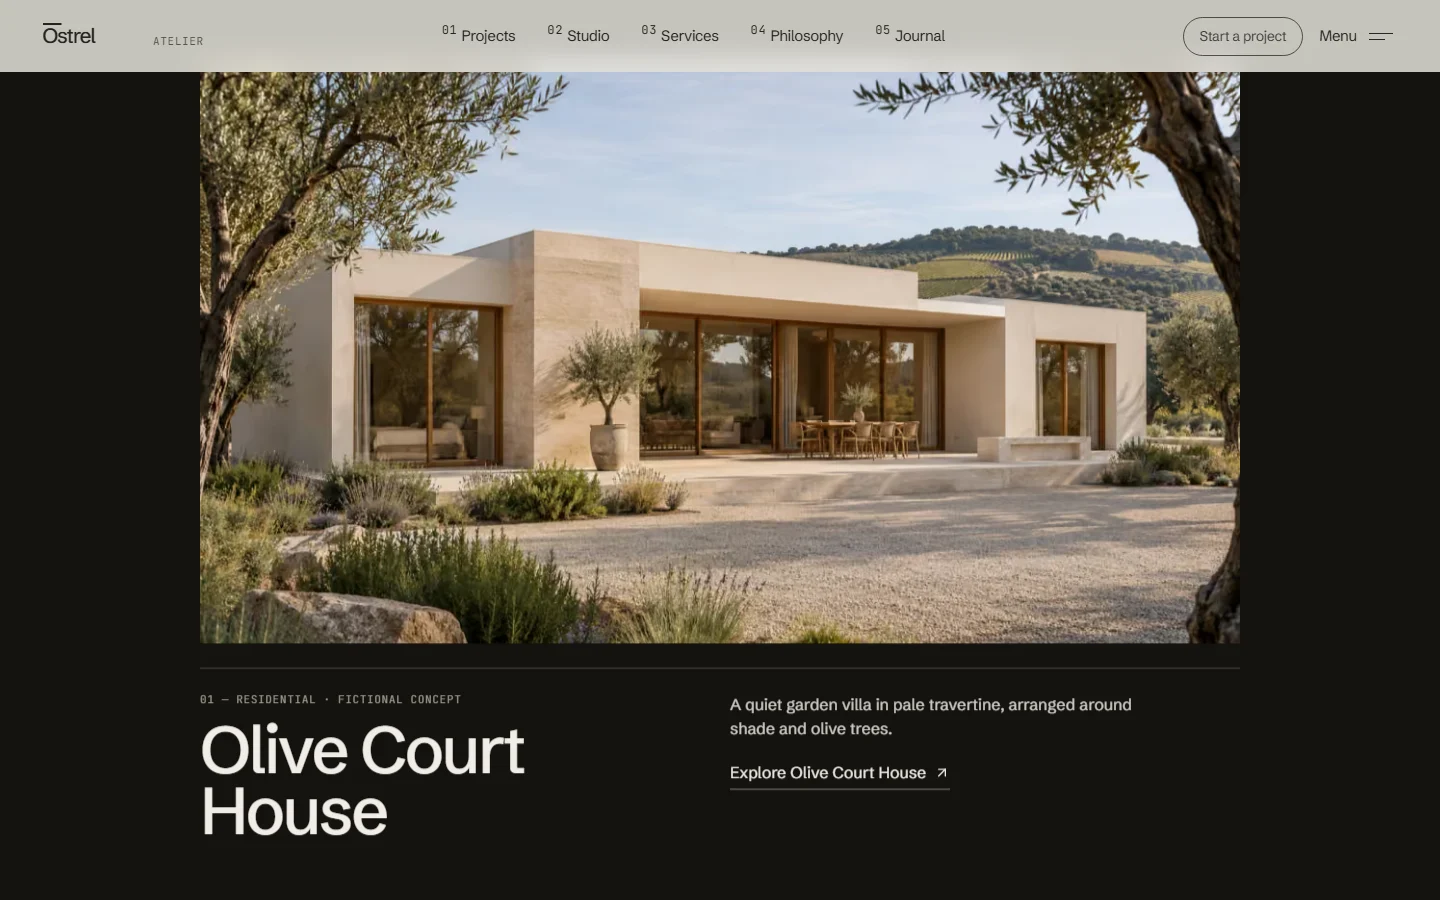 Ōstrel
ATELIER
01 Projects
02 Studio
03 Services
04 Philosophy
05 Journal
Start a project
Menu
01 — RESIDENTIAL · FICTIONAL CONCEPT
Olive Court
House
A quiet garden villa in pale travertine, arranged around
shade and olive trees.
Explore Olive Court House